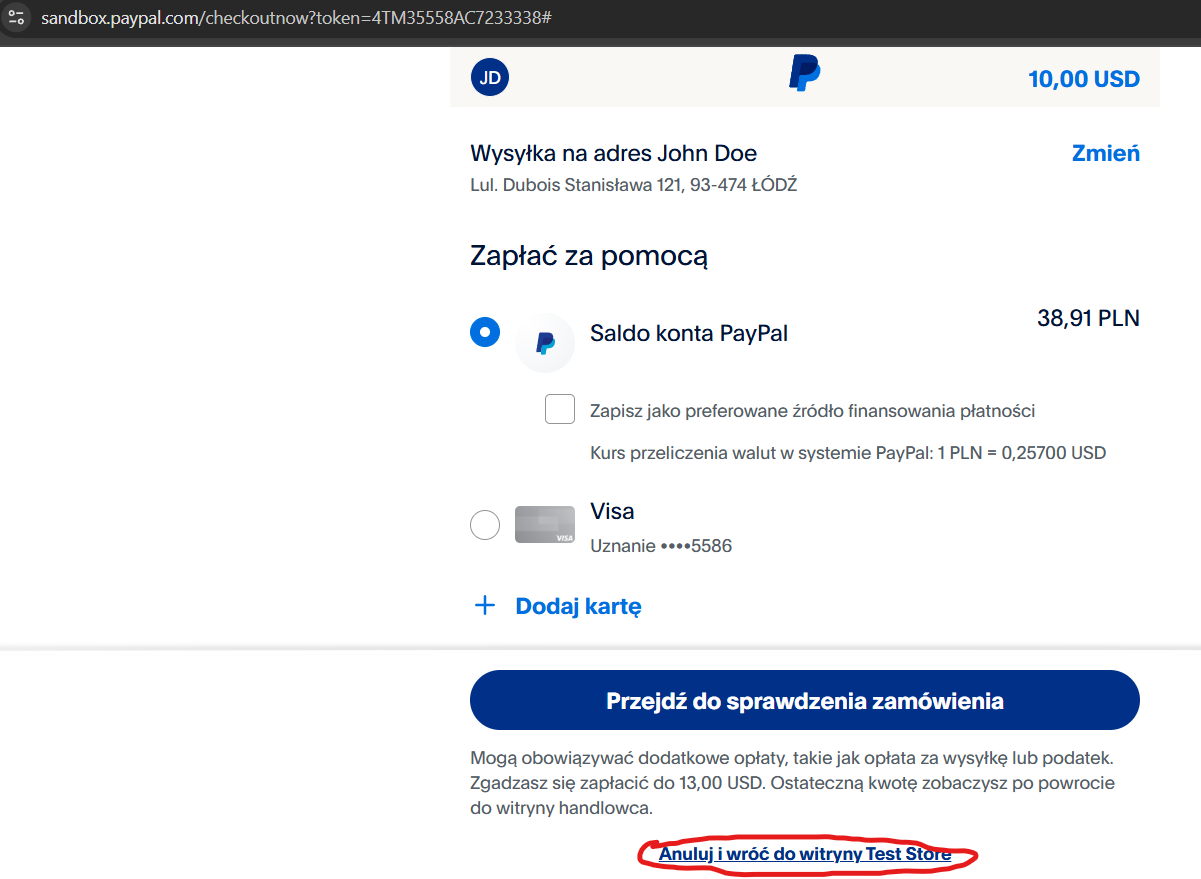 sandbox.paypal.com/checkoutnow?token=4TM35558AC7233338#
JD
10,00 USD
Wysyłka na adres John Doe
Zmień
Lul. Dubois Stanisława 121, 93-474 ŁÓDŹ
Zapłać za pomocą
Saldo konta PayPal
38,91 PLN
Zapisz jako preferowane źródło finansowania płatności
Kurs przeliczenia walut w systemie PayPal: 1 PLN = 0,25700 USD
Visa
VISA
Uznanie ••••5586
+ Dodaj kartę
Przejdź do sprawdzenia zamówienia
Mogą obowiązywać dodatkowe opłaty, takie jak opłata za wysyłkę lub podatek.
Zgadzasz się zapłacić do 13,00 USD. Ostateczną kwotę zobaczysz po powrocie
do witryny handlowca.
Anuluj i wróć do witryny Test Store